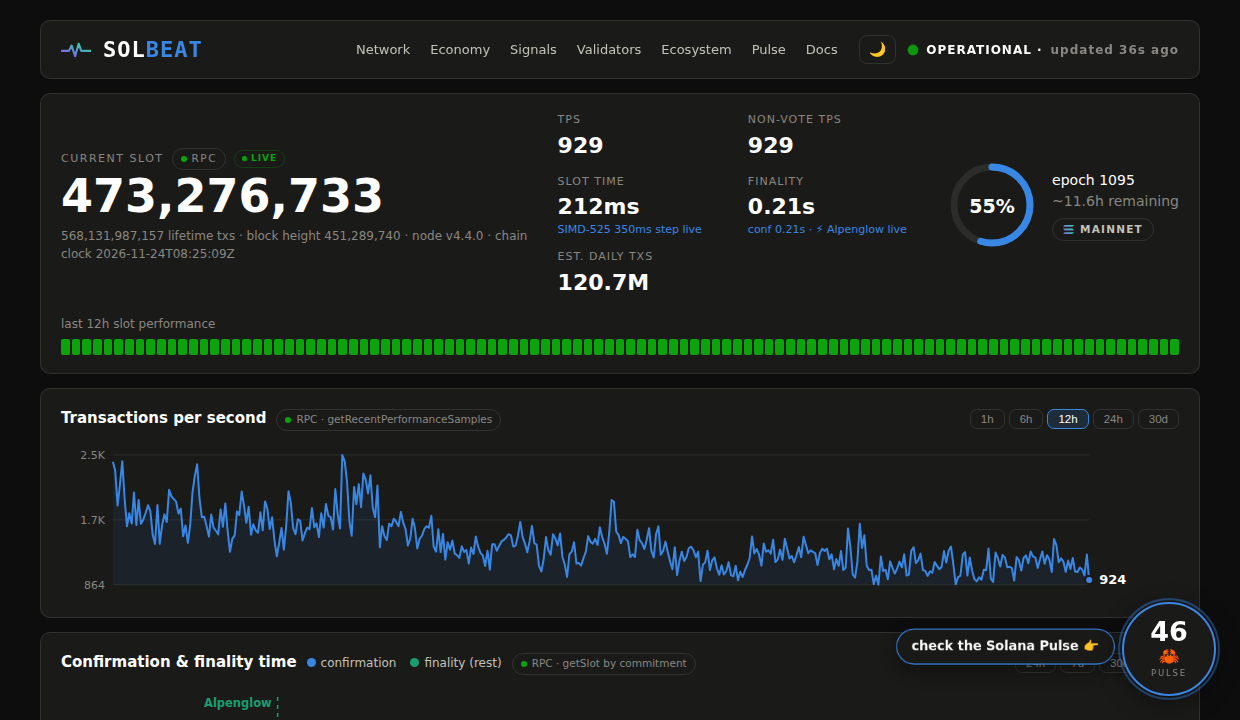 SOLBEAT
Network Economy Signals Validators Ecosystem Pulse Docs
OPERATIONAL · updated 36s ago
CURRENT SLOT RPC LIVE
473,276,733
568,131,987,157 lifetime txs · block height 451,289,740 · node v4.4.0 · chain
clock 2026-11-24T08:25:09Z
TPS
929
NON-VOTE TPS
929
SLOT TIME
212ms
SIMD-525 350ms step live
FINALITY
0.21s
conf 0.21s · ⚡ Alpenglow live
EST. DAILY TXS
120.7M
55%
epoch 1095
~11.6h remaining
MAINNET
last 12h slot performance
Transactions per second RPC · getRecentPerformanceSamples
1h 6h 12h 24h 30d
2.5K
1.7K
864
924
Confirmation & finality time confirmation finality (rest) RPC · getSlot by commitment
Alpenglow
check the Solana Pulse 👉
46
PULSE